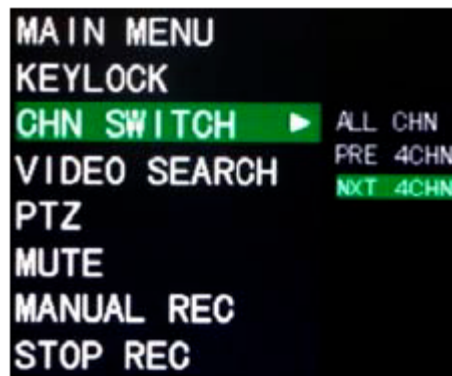 MAIN MENU
KEYLOCK
CHN SWITCH
ALL CHN
PRE 4CHN
NXT 4CHN
VIDEO SEARCH
PTZ
MUTE
MANUAL REC
STOP REC